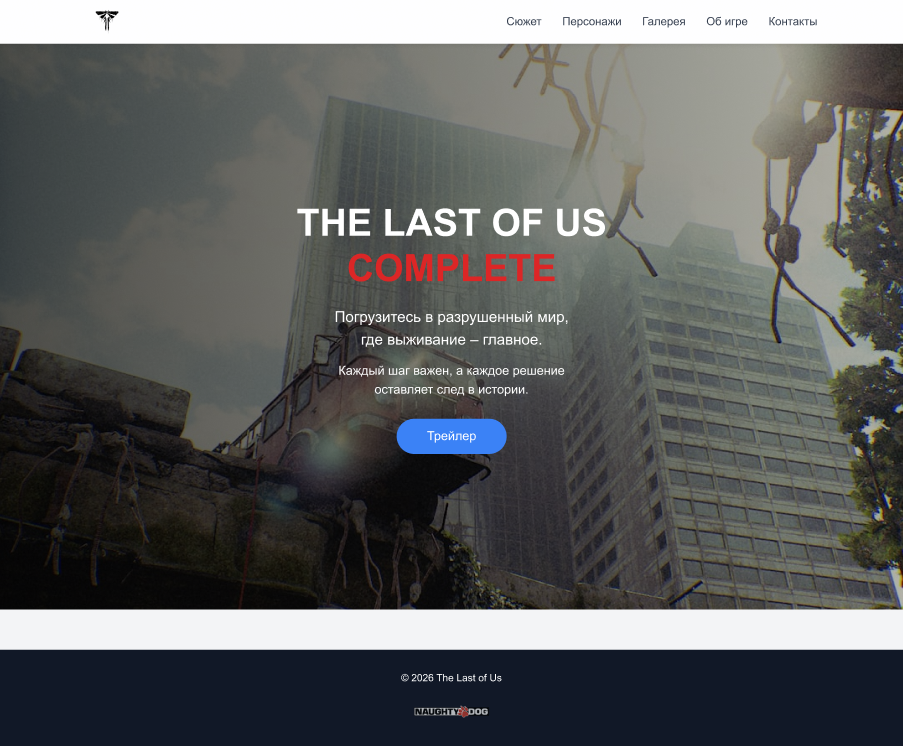 Сюжет Персонажи Галерея Об игре Контакты
THE LAST OF US
COMPLETE
Погрузитесь в разрушенный мир,
где выживание – главное.
Каждый шаг важен, а каждое решение
оставляет след в истории.
Трейлер
© 2026 The Last of Us
NAUGHTY DOG